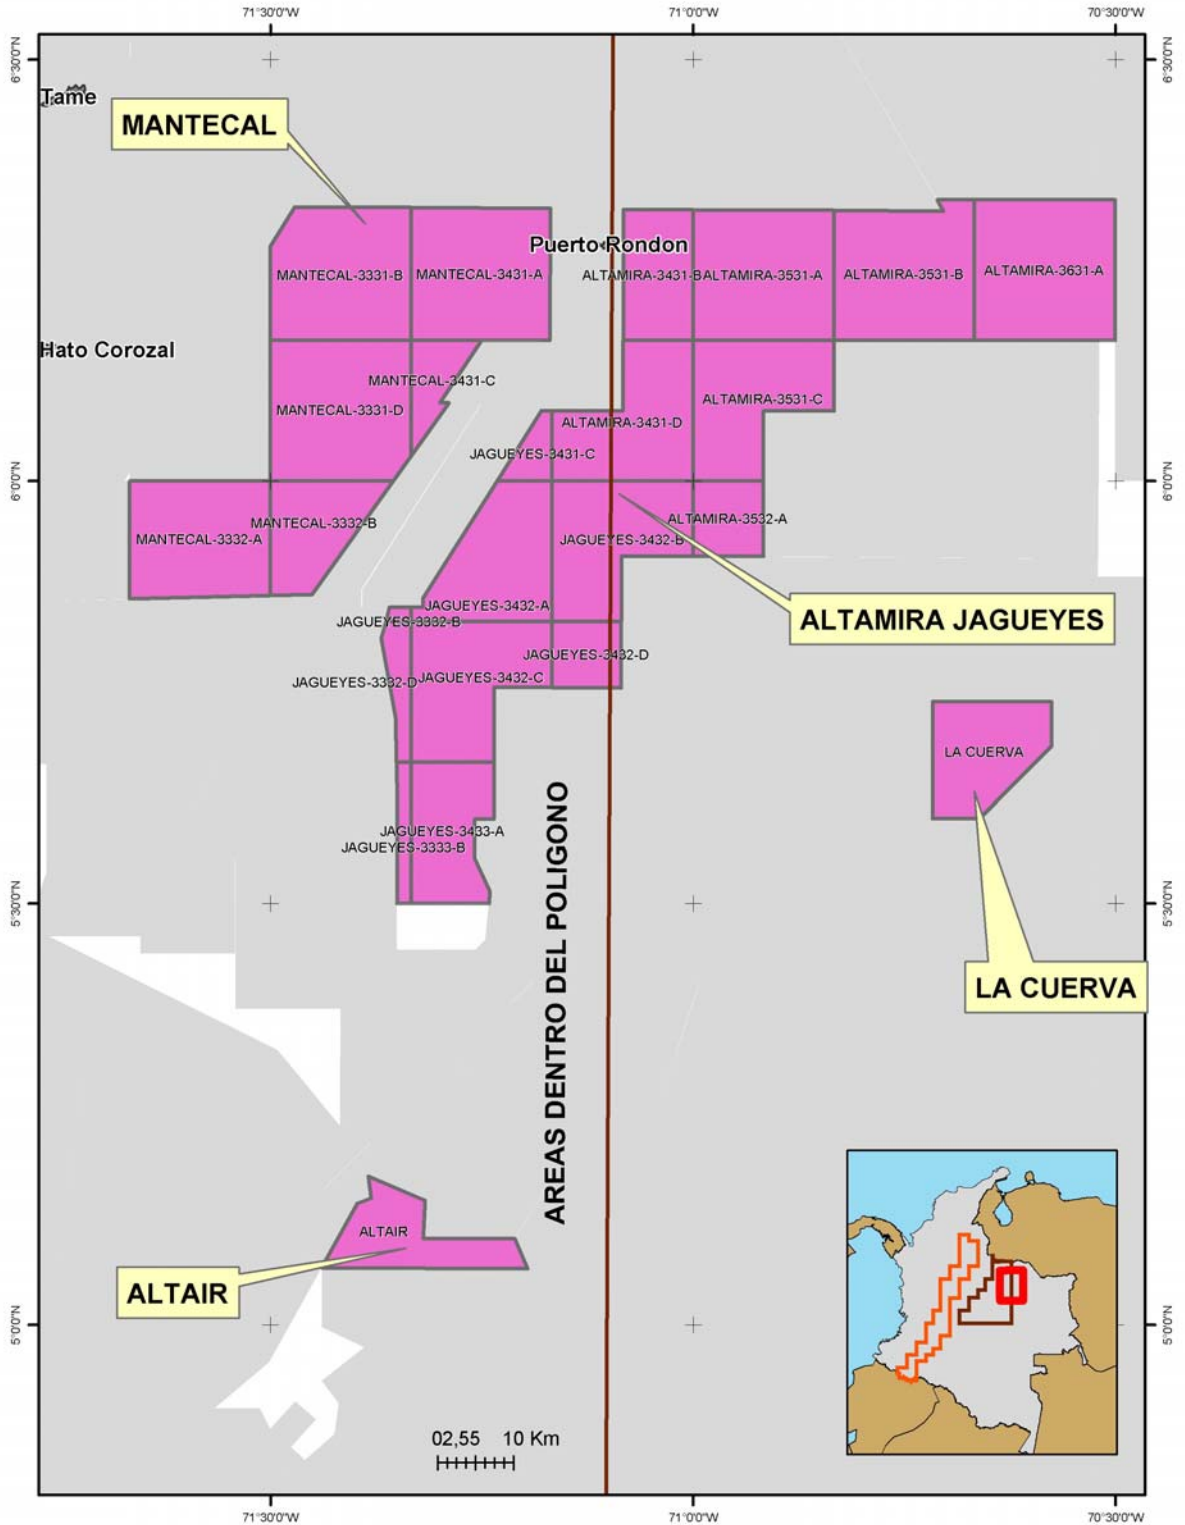 71°30'0"W
71°0'0"W
70°30'0"W
6°30'0"N
6°30'0"N
Tame
MANTECAL
Puerto Rondon
MANTECAL-3331-B
MANTECAL-3431-A
ALTAMIRA-3431-B
ALTAMIRA-3531-A
ALTAMIRA-3531-B
ALTAMIRA-3631-A
Hato Corozal
MANTECAL-3431-C
MANTECAL-3331-D
ALTAMIRA-3531-C
ALTAMIRA-3431-D
JAGUEYES-3431-C
6°0'0"N
6°0'0"N
MANTECAL-3332-B
ALTAMIRA-3532-A
MANTECAL-3332-A
JAGUEYES-3432-B
JAGUEYES-3432-A
JAGUEYES-3332-B
ALTAMIRA JAGUEYES
JAGUEYES-3432-D
JAGUEYES-3332-D
JAGUEYES-3432-C
LA CUERVA
JAGUEYES-3433-A
JAGUEYES-3333-B
5°30'0"N
5°30'0"N
LA CUERVA
AREAS DENTRO DEL POLIGONO
ALTAIR
ALTAIR
5°0'0"N
5°0'0"N
02,55 10 Km
71°30'0"W
71°0'0"W
70°30'0"W